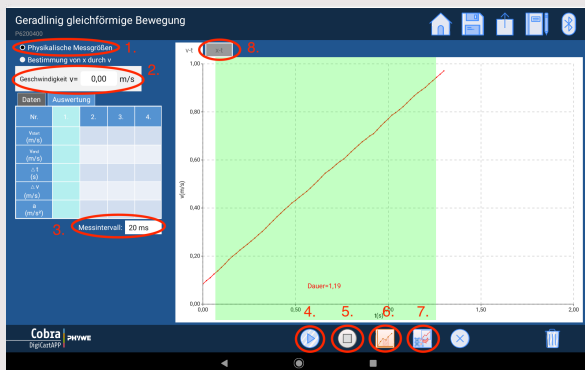 Geradlinig gleichförmige Bewegung
P6200400
Physikalische Messgrößen 1.
Bestimmung von x durch v
2.
Geschwindigkeit v= 0,00 m/s
Daten Auswertung
Nr. 1. 2. 3. 4.
(m/s)
(m/s)
△t
(s)
△v
(m/s)
a
(m/s²)
3. Messintervall: 20 ms
v-t s-t 8.
1,00
0,80
0,60
0,40
0,20
0,00
v(m/s)
Dauer=1,19
0,00 0,50 1,00 1,50 2,00
t(s)
4. 5. 6. 7.
Cobra
DigiCartAPP
PHYWE